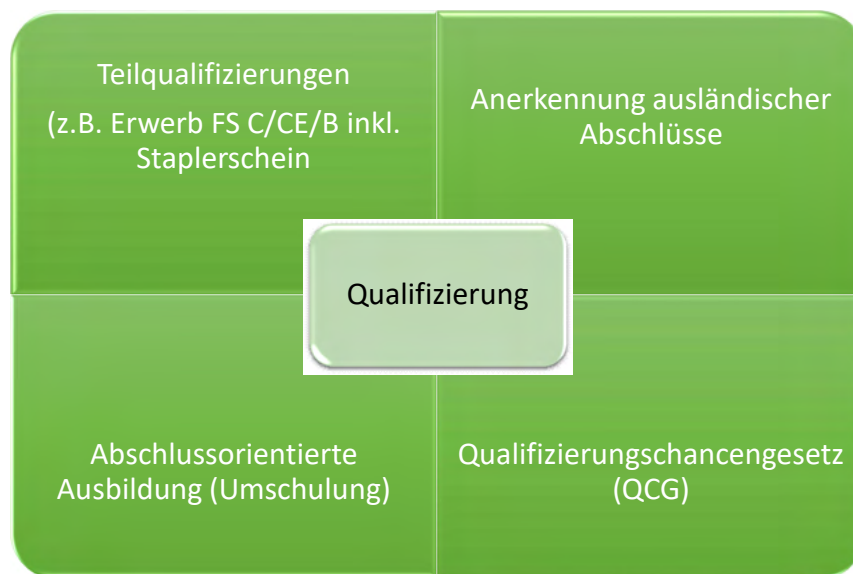 Teilqualifizierungen
(z.B. Erwerb FS C/CE/B inkl.
Staplerschein
Anerkennung ausländischer
Abschlüsse
Qualifizierung
Abschlussorientierte
Ausbildung (Umschulung)
Qualifizierungschancengesetz
(QCG)